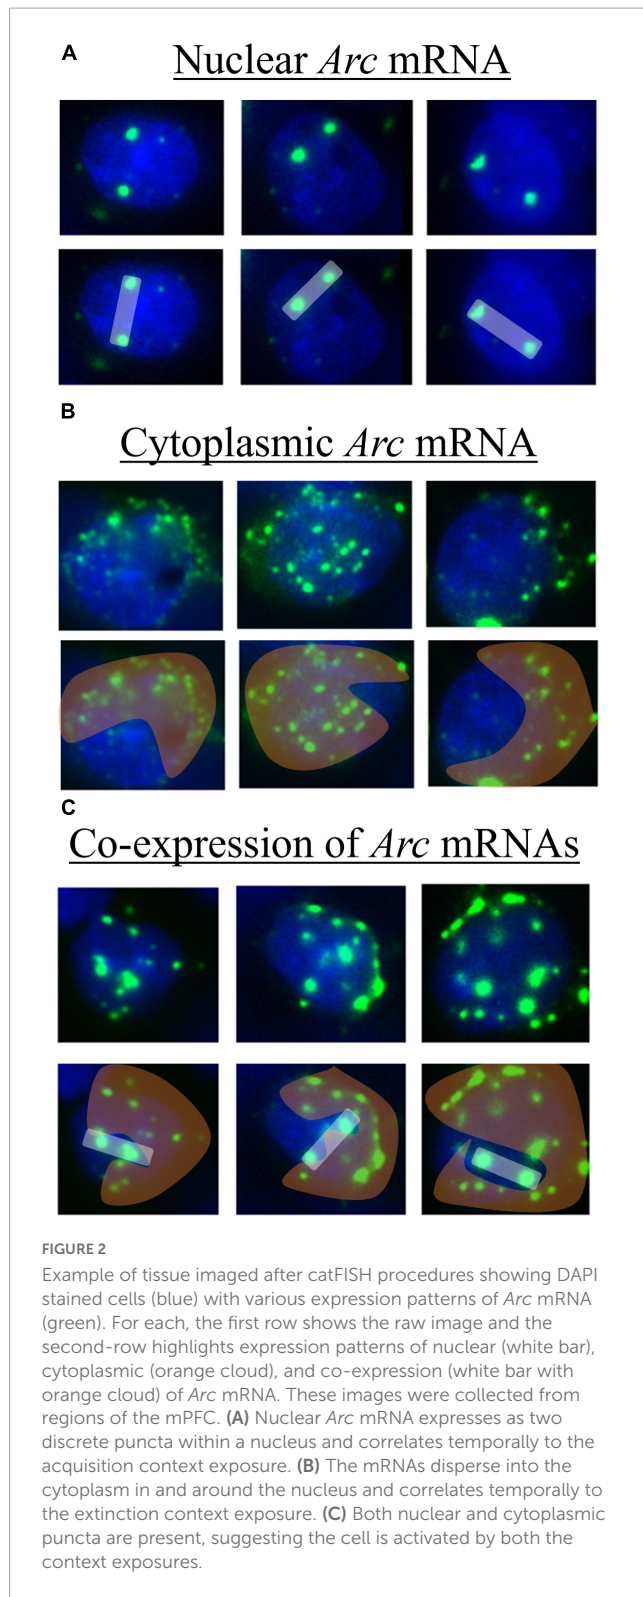 A
Nuclear Arc mRNA
B
Cytoplasmic Arc mRNA
C
Co-expression of Arc mRNAs
FIGURE 2
Example of tissue imaged after catFISH procedures showing DAPI
stained cells (blue) with various expression patterns of Arc mRNA
(green). For each, the first row shows the raw image and the
second-row highlights expression patterns of nuclear (white bar),
cytoplasmic (orange cloud), and co-expression (white bar with
orange cloud) of Arc mRNA. These images were collected from
regions of the mPFC. (A) Nuclear Arc mRNA expresses as two
discrete puncta within a nucleus and correlates temporally to the
acquisition context exposure. (B) The mRNAs disperse into the
cytoplasm in and around the nucleus and correlates temporally to
the extinction context exposure. (C) Both nuclear and cytoplasmic
puncta are present, suggesting the cell is activated by both the
context exposures.